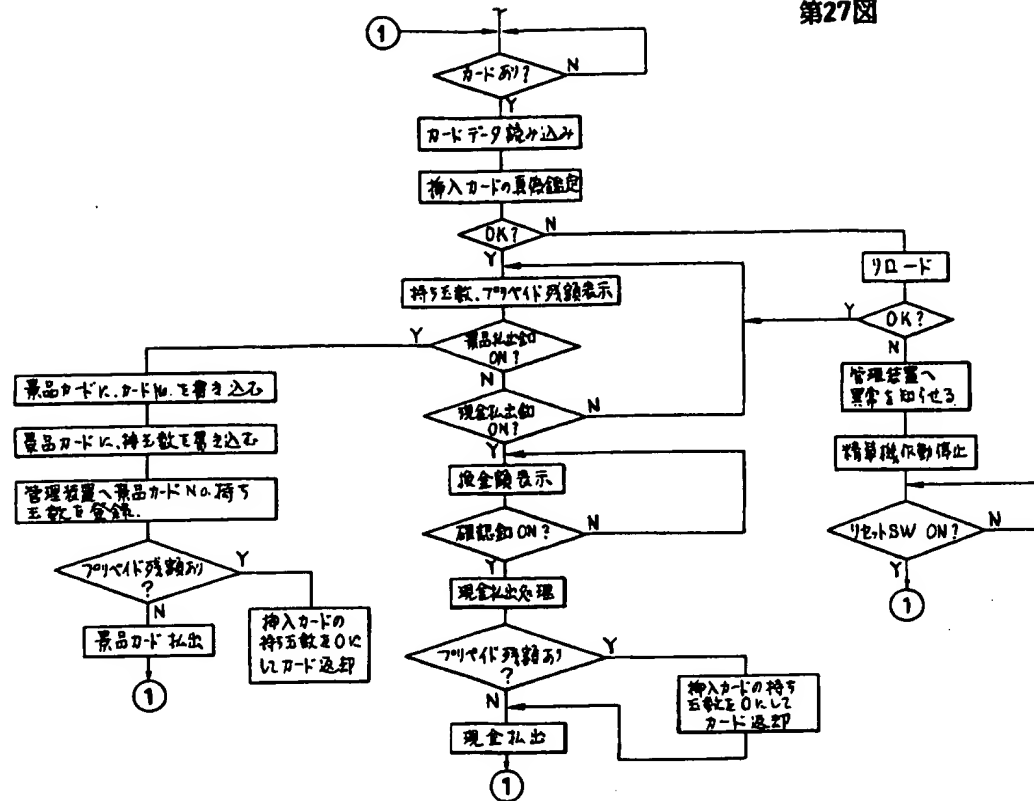 第27図
1
カードあり?
N
Y
カードデータ読み込み
挿入カードの真偽鑑定
OK?
N
Y
持ち玉数、プリペイド残額表示
景品払出釦
ON?
Y
N
現金払出釦
ON?
N
Y
換金額表示
確認釦ON?
N
Y
現金払出処理
プリペイド残額あり
?
Y
N
挿入カードの持ち
玉数を0にして
カード返却
現金払出
1
景品カードに、カードNo.を書き込む
景品カードに、持玉数を書き込む
管理装置へ景品カードNo.持ち
玉数を登録.
プリペイド残額あり
?
Y
N
挿入カードの
持ち玉数を0に
してカード返却
景品カード払出
1
リロード
OK?
Y
N
管理装置へ
異常を知らせる
精算機作動停止
リセットSW ON?
N
Y
1